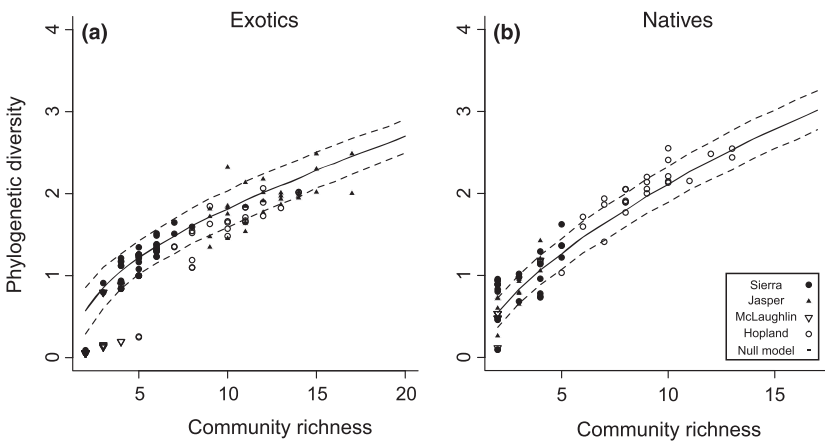 Exotics
Natives
(a)
(b)
Phylogenetic diversity
4
3
2
1
0
5
10
15
20
Community richness
4
3
2
1
0
5
10
15
Community richness
Sierra
Jasper
McLaughlin
Hopland
Null model